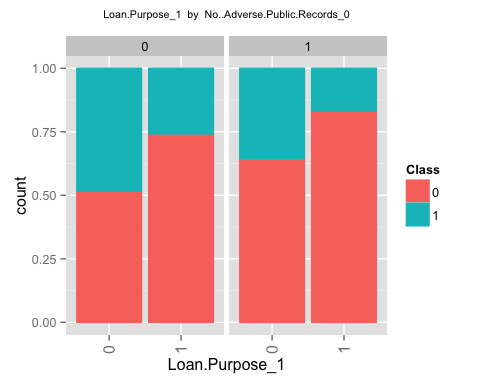 Loan.Purpose_1 by No..Adverse.Public.Records_0
0 1
1.00
0.75
0.50
0.25
0.00
count
Class
0
1
0 1 0 1
Loan.Purpose_1